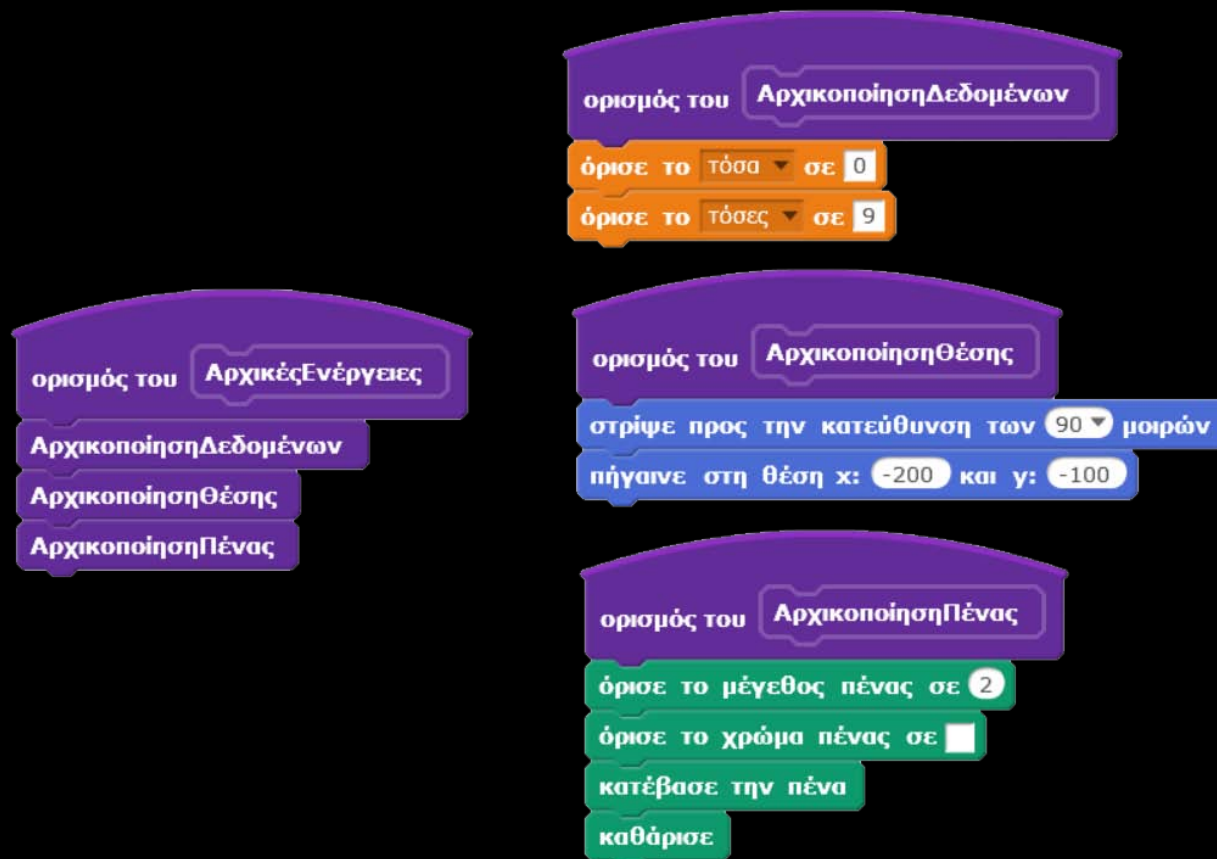 ορισμός του ΑρχικέςΕνέργειες
ΑρχικοποίησηΔεδομένων
ΑρχικοποίησηΘέσης
ΑρχικοποίησηΠένας
ορισμός του ΑρχικοποίησηΔεδομένων
όρισε το τόσα σε 0
όρισε το τόσες σε 9
ορισμός του ΑρχικοποίησηΘέσης
στρίψε προς την κατεύθυνση των 90 μοιρών
πήγαινε στη θέση x: -200 και y: -100
ορισμός του ΑρχικοποίησηΠένας
όρισε το μέγεθος πένας σε 2
όρισε το χρώμα πένας σε
κατέβασε την πένα
καθάρισε